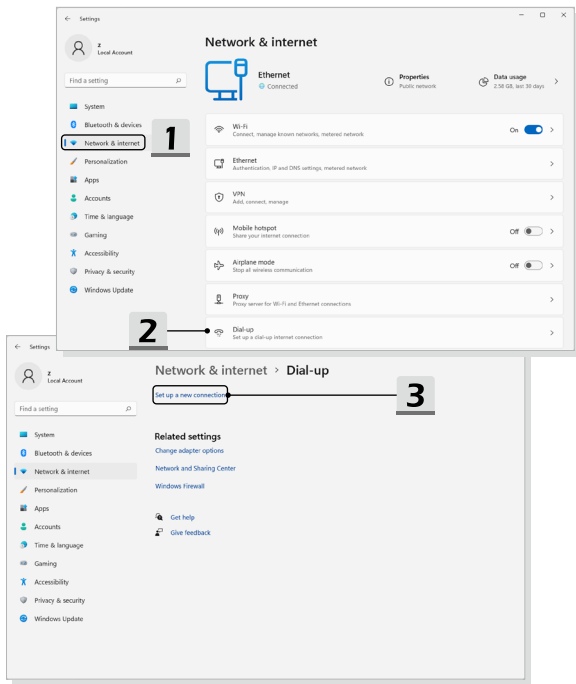 Settings
z
Local Account
Find a setting
System
Bluetooth & devices
Network & internet
Personalization
Apps
Accounts
Time & language
Gaming
Accessibility
Privacy & security
Windows Update
1
2
Network & internet
Ethernet
Connected
Properties
Public network
Data usage
2.58 GB, last 30 days
Wi-Fi
Connect, manage known networks, metered network
On
Ethernet
Authentication, IP and DNS settings, metered network
VPN
Add, connect, manage
Mobile hotspot
Share your internet connection
Off
Airplane mode
Stop all wireless communication
Off
Proxy
Proxy server for Wi-Fi and Ethernet connections
Dial-up
Set up a dial-up internet connection
Settings
z
Local Account
Find a setting
System
Bluetooth & devices
Network & internet
Personalization
Apps
Accounts
Time & language
Gaming
Accessibility
Privacy & security
Windows Update
Network & internet > Dial-up
Set up a new connection
3
Related settings
Change adapter options
Network and Sharing Center
Windows Firewall
Get help
Give feedback